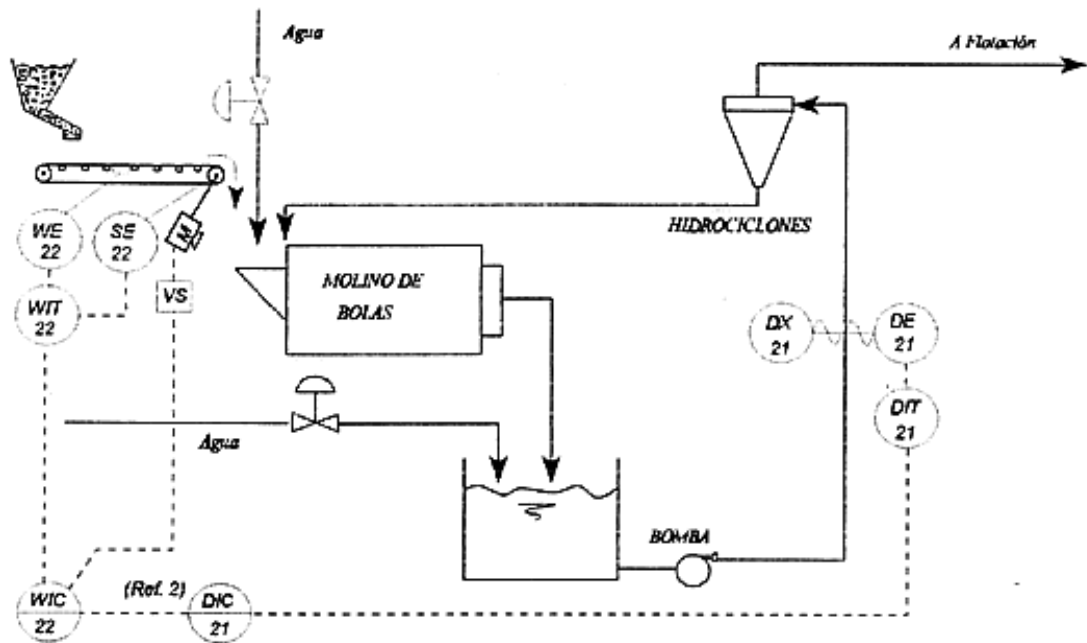 Agua
A Flotación
HIDROCICLONES
WE
22
SE
22
M
VS
WIT
22
MOLINO DE
BOLAS
DX
21
DE
21
DIT
21
Agua
BOMBA
(Ref. 2)
WIC
22
DIC
21